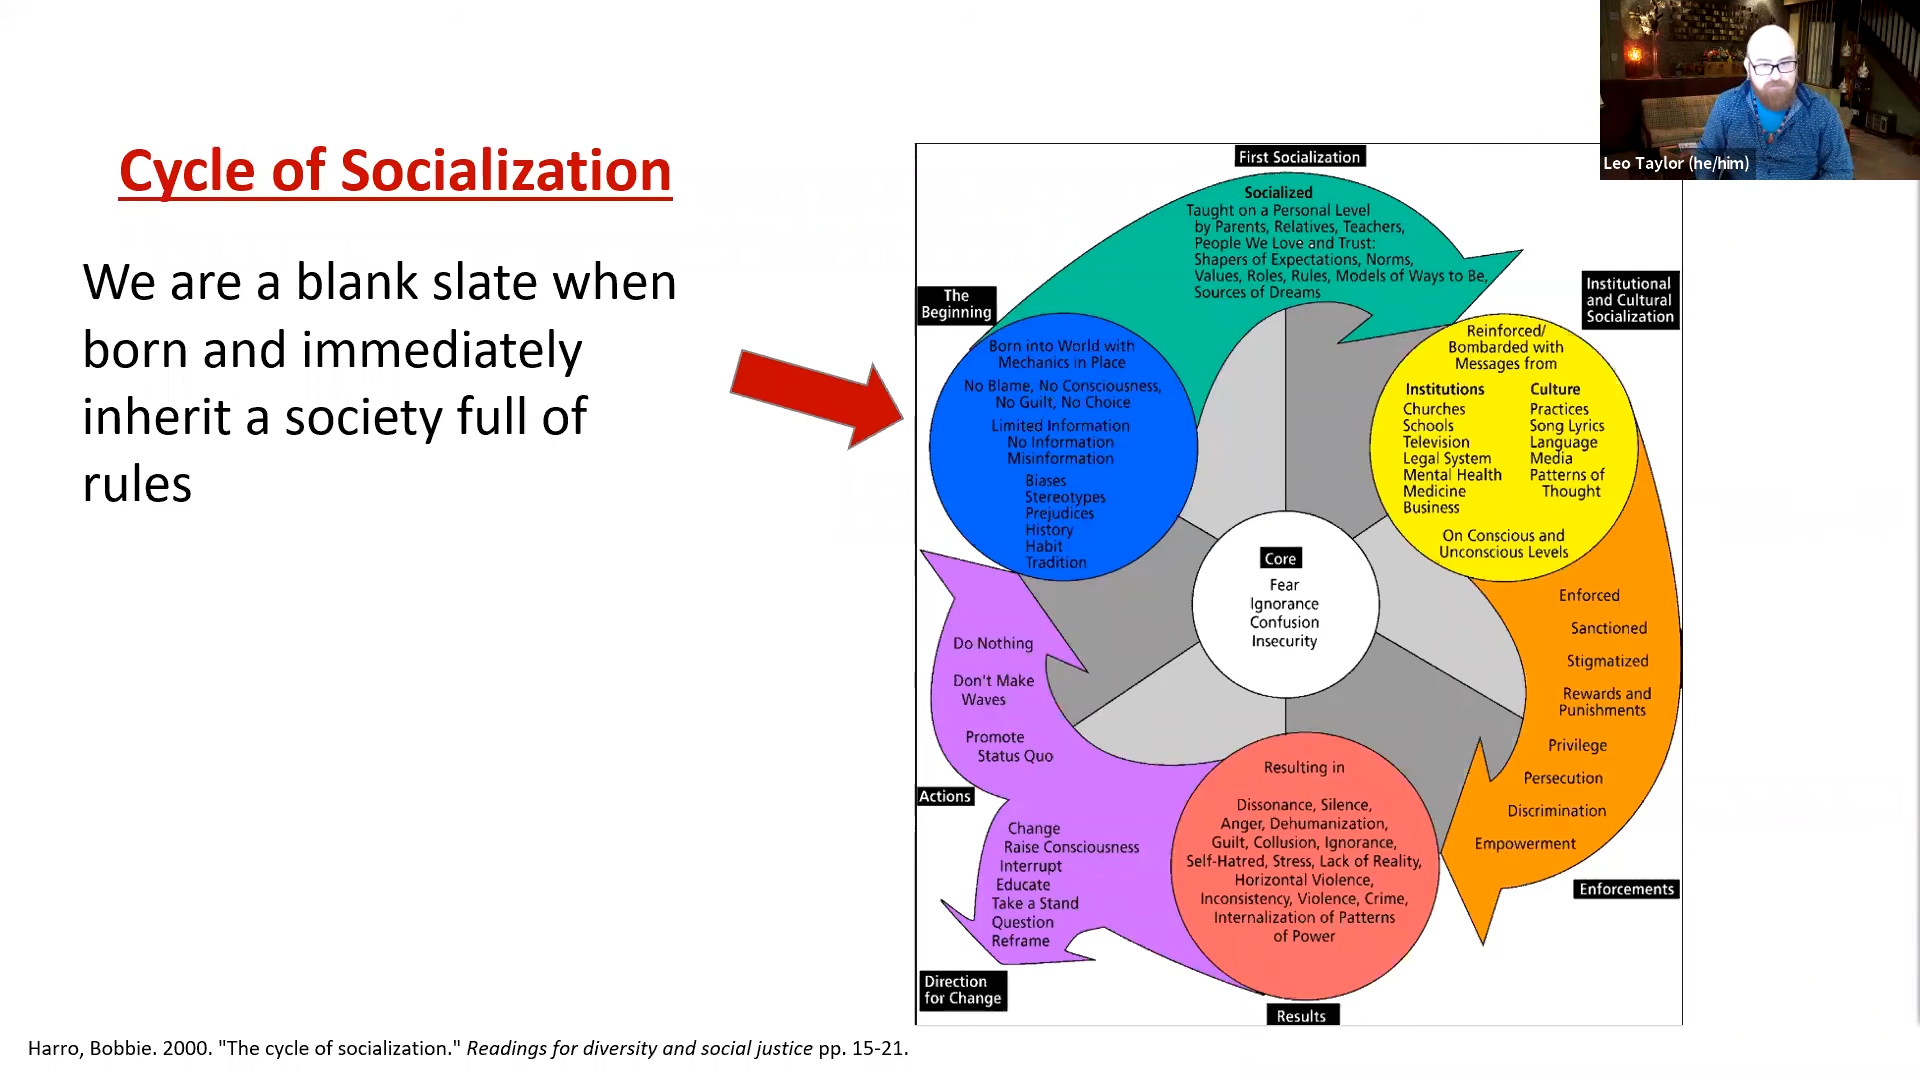 Cycle of Socialization
We are a blank slate when
born and immediately
inherit a society full of
rules
Leo Taylor (he/him)
First Socialization
Socialized
Taught on a Personal Level
by Parents, Relatives, Teachers,
People We Love and Trust:
Shapers of Expectations, Norms,
Values, Roles, Rules, Models of Ways to Be,
Sources of Dreams
The
Beginning
Born into World with
Mechanics in Place
No Blame, No Consciousness,
No Guilt, No Choice
Limited Information
No Information
Misinformation
Biases
Stereotypes
Prejudices
History
Habit
Tradition
Institutional
and Cultural
Socialization
Reinforced/
Bombarded with
Messages from
Institutions
Churches
Schools
Television
Legal System
Mental Health
Medicine
Business
Culture
Practices
Song Lyrics
Language
Media
Patterns of
Thought
On Conscious and
Unconscious Levels
Core
Fear
Ignorance
Confusion
Insecurity
Enforced
Sanctioned
Stigmatized
Rewards and
Punishments
Privilege
Persecution
Discrimination
Empowerment
Enforcements
Resulting in
Dissonance, Silence,
Anger, Dehumanization,
Guilt, Collusion, Ignorance,
Self-Hatred, Stress, Lack of Reality,
Horizontal Violence,
Inconsistency, Violence, Crime,
Internalization of Patterns
of Power
Results
Do Nothing
Don't Make
Waves
Promote
Status Quo
Actions
Change
Raise Consciousness
Interrupt
Educate
Take a Stand
Question
Reframe
Direction
for Change
Harro, Bobbie. 2000. "The cycle of socialization." Readings for diversity and social justice pp. 15-21.